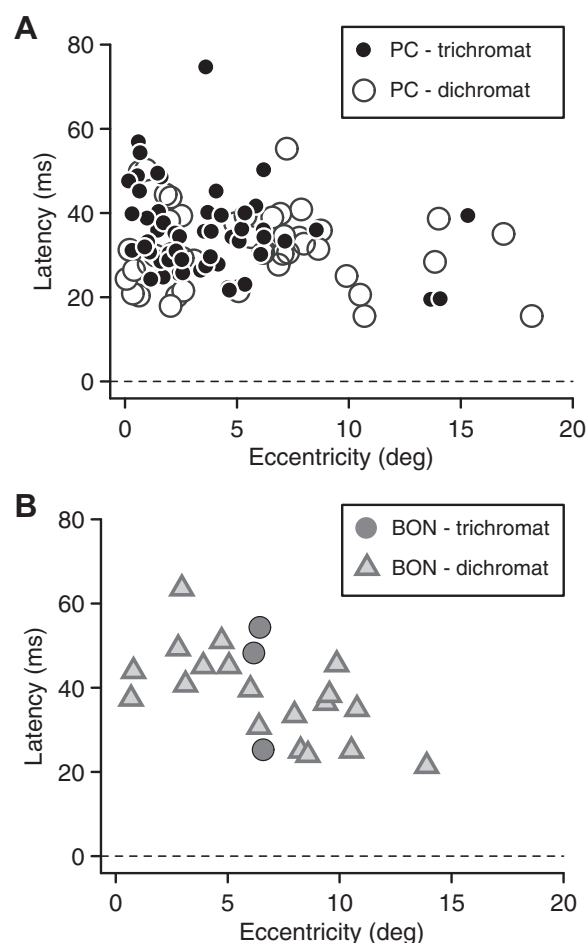 A
80
60
40
20
0
Latency (ms)
PC - trichromat
PC - dichromat
0 5 10 15 20
Eccentricity (deg)
B
80
60
40
20
0
Latency (ms)
BON - trichromat
BON - dichromat
0 5 10 15 20
Eccentricity (deg)